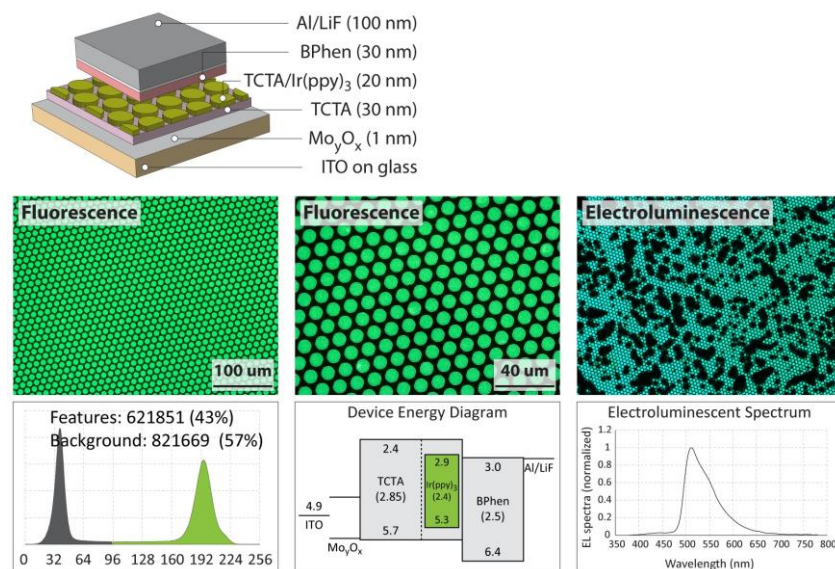 Al/LiF (100 nm)
BPhen (30 nm)
TCTA/Ir(ppy)₃ (20 nm)
TCTA (30 nm)
MoyOx (1 nm)
ITO on glass
Fluorescence
100 um
Fluorescence
40 um
Electroluminescence
Features: 621851 (43%)
Background: 821669 (57%)
0 32 64 96 128 160 192 224 256
Device Energy Diagram
2.4
TCTA
(2.85)
5.7
4.9
ITO
MoyOx
2.9
Ir(ppy)₃
(2.4)
5.3
3.0
BPhen
(2.5)
6.4
Al/LiF
Electroluminescent Spectrum
EL spectra (normalized)
1.2
1
0.8
0.6
0.4
0.2
0
350 400 450 500 550 600 650 700 750 800
Wavelength (nm)